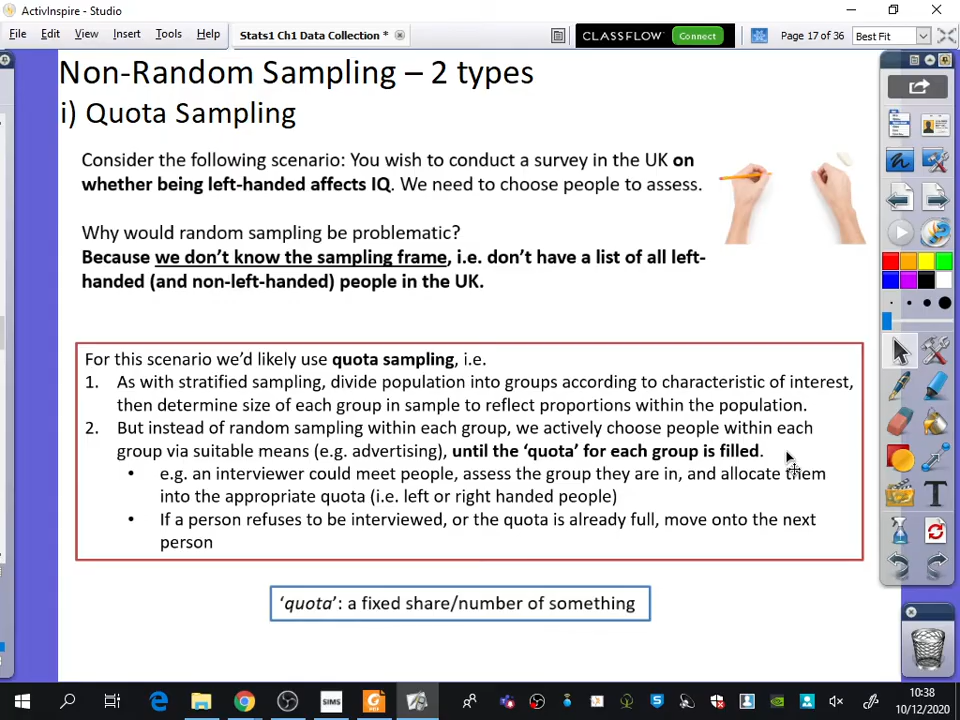 ActivInspire - Studio
File Edit View Insert Tools Help Stats1 Ch1 Data Collection * CLASSFLOW Connect Page 17 of 36 Best Fit
Non-Random Sampling – 2 types
i) Quota Sampling
Consider the following scenario: You wish to conduct a survey in the UK on
whether being left-handed affects IQ. We need to choose people to assess.
Why would random sampling be problematic?
Because we don't know the sampling frame, i.e. don't have a list of all left-
handed (and non-left-handed) people in the UK.
For this scenario we'd likely use quota sampling, i.e.
1. As with stratified sampling, divide population into groups according to characteristic of interest,
then determine size of each group in sample to reflect proportions within the population.
2. But instead of random sampling within each group, we actively choose people within each
group via suitable means (e.g. advertising), until the 'quota' for each group is filled.
• e.g. an interviewer could meet people, assess the group they are in, and allocate them
into the appropriate quota (i.e. left or right handed people)
• If a person refuses to be interviewed, or the quota is already full, move onto the next
person
'quota': a fixed share/number of something
SIMS
10:38
10/12/2020